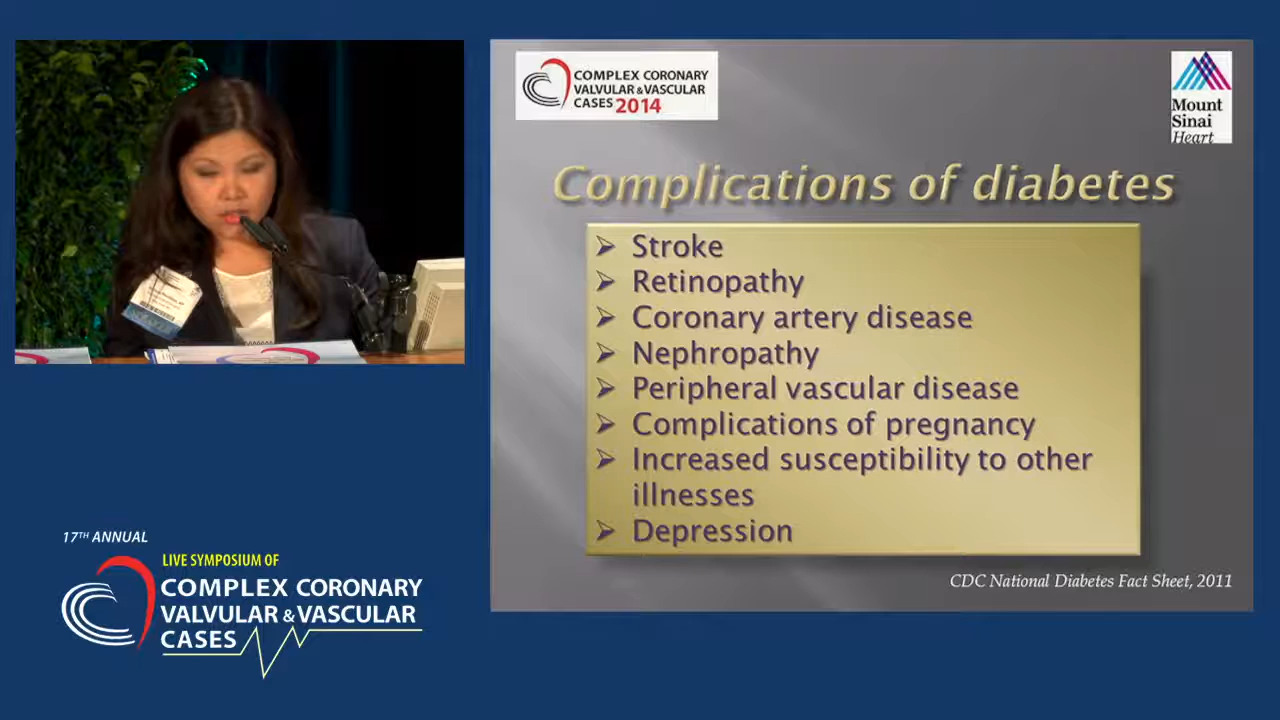 COMPLEX CORONARY
VALVULAR & VASCULAR
CASES 2014
Mount
Sinai
Heart
Complications of diabetes
Stroke
Retinopathy
Coronary artery disease
Nephropathy
Peripheral vascular disease
Complications of pregnancy
Increased susceptibility to other
illnesses
Depression
CDC National Diabetes Fact Sheet, 2011
17TH ANNUAL
LIVE SYMPOSIUM OF
COMPLEX CORONARY
VALVULAR & VASCULAR
CASES